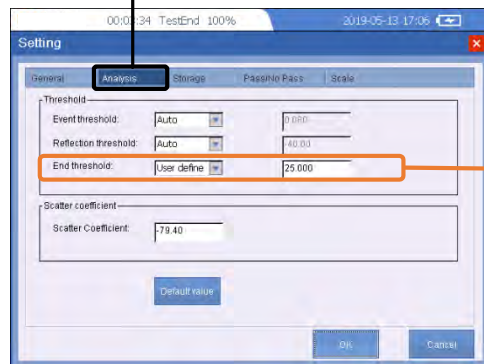 00:03:34 TestEnd 100% 2019-05-13 17:06
Setting
General Analysis Storage Pass/No Pass Scale
Threshold
Event threshold: Auto 0.080
Reflection threshold: Auto -40.00
End threshold: User define 25.000
Scatter coefficient
Scatter Coefficient: -79.40
Default value
OK Cancel